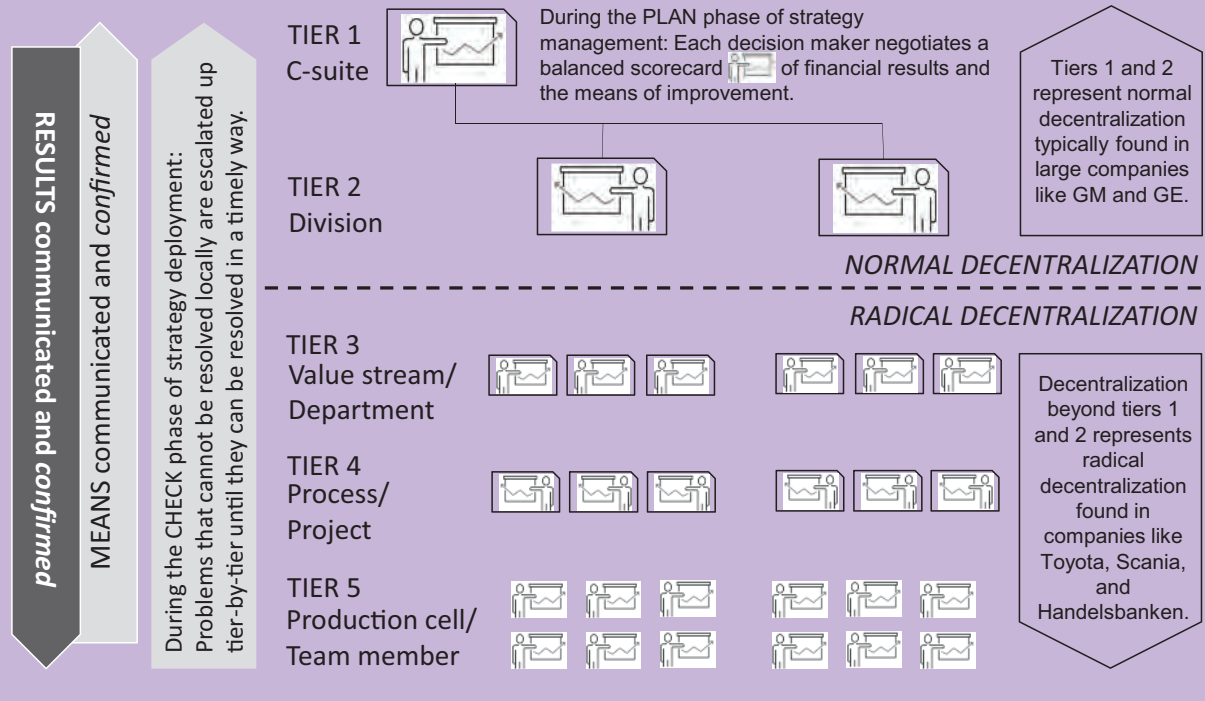 RESULTS communicated and confirmed
MEANS communicated and confirmed
During the CHECK phase of strategy deployment:
Problems that cannot be resolved locally are escalated up
tier-by-tier until they can be resolved in a timely way.
TIER 1
C-suite
During the PLAN phase of strategy
management: Each decision maker negotiates a
balanced scorecard of financial results and
the means of improvement.
Tiers 1 and 2
represent normal
decentralization
typically found in
large companies
like GM and GE.
TIER 2
Division
NORMAL DECENTRALIZATION
RADICAL DECENTRALIZATION
TIER 3
Value stream/
Department
TIER 4
Process/
Project
TIER 5
Production cell/
Team member
Decentralization
beyond tiers 1
and 2 represents
radical
decentralization
found in
companies like
Toyota, Scania,
and
Handelsbanken.